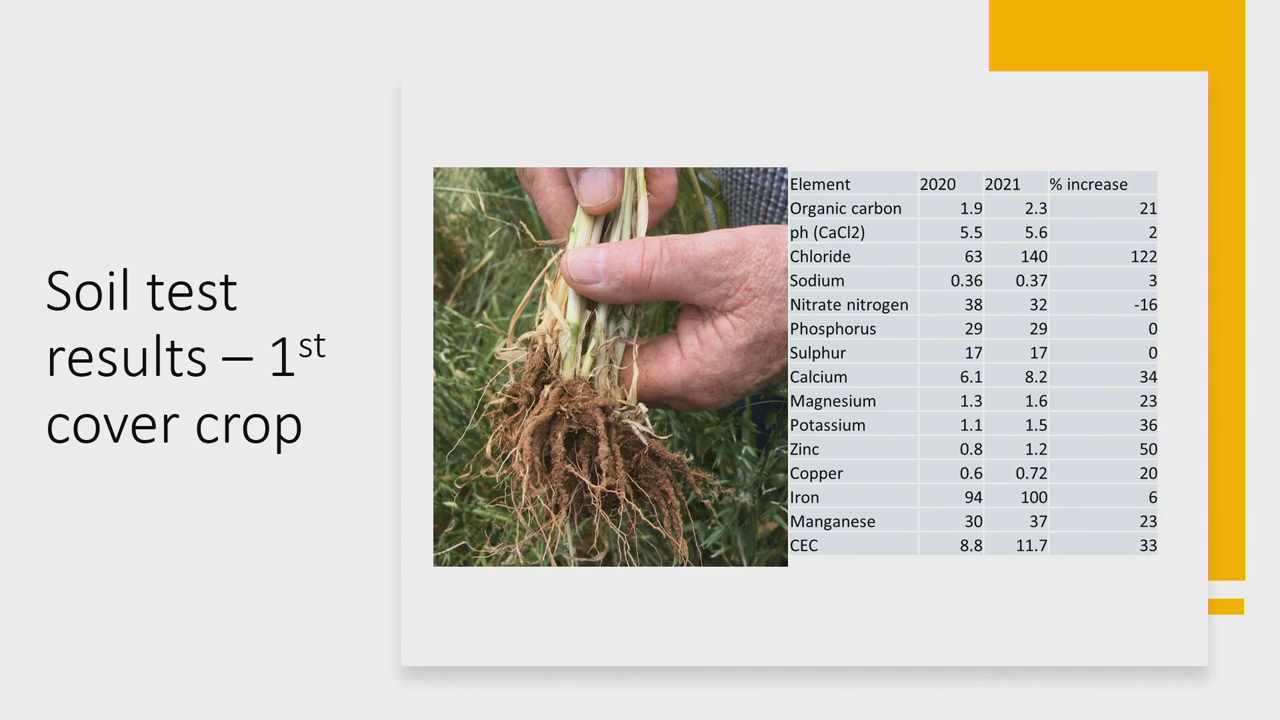 Soil test
results – 1st
cover crop
Element 2020 2021 % increase
Organic carbon 1.9 2.3 21
ph (CaCl2) 5.5 5.6 2
Chloride 63 140 122
Sodium 0.36 0.37 3
Nitrate nitrogen 38 32 -16
Phosphorus 29 29 0
Sulphur 17 17 0
Calcium 6.1 8.2 34
Magnesium 1.3 1.6 23
Potassium 1.1 1.5 36
Zinc 0.8 1.2 50
Copper 0.6 0.72 20
Iron 94 100 6
Manganese 30 37 23
CEC 8.8 11.7 33